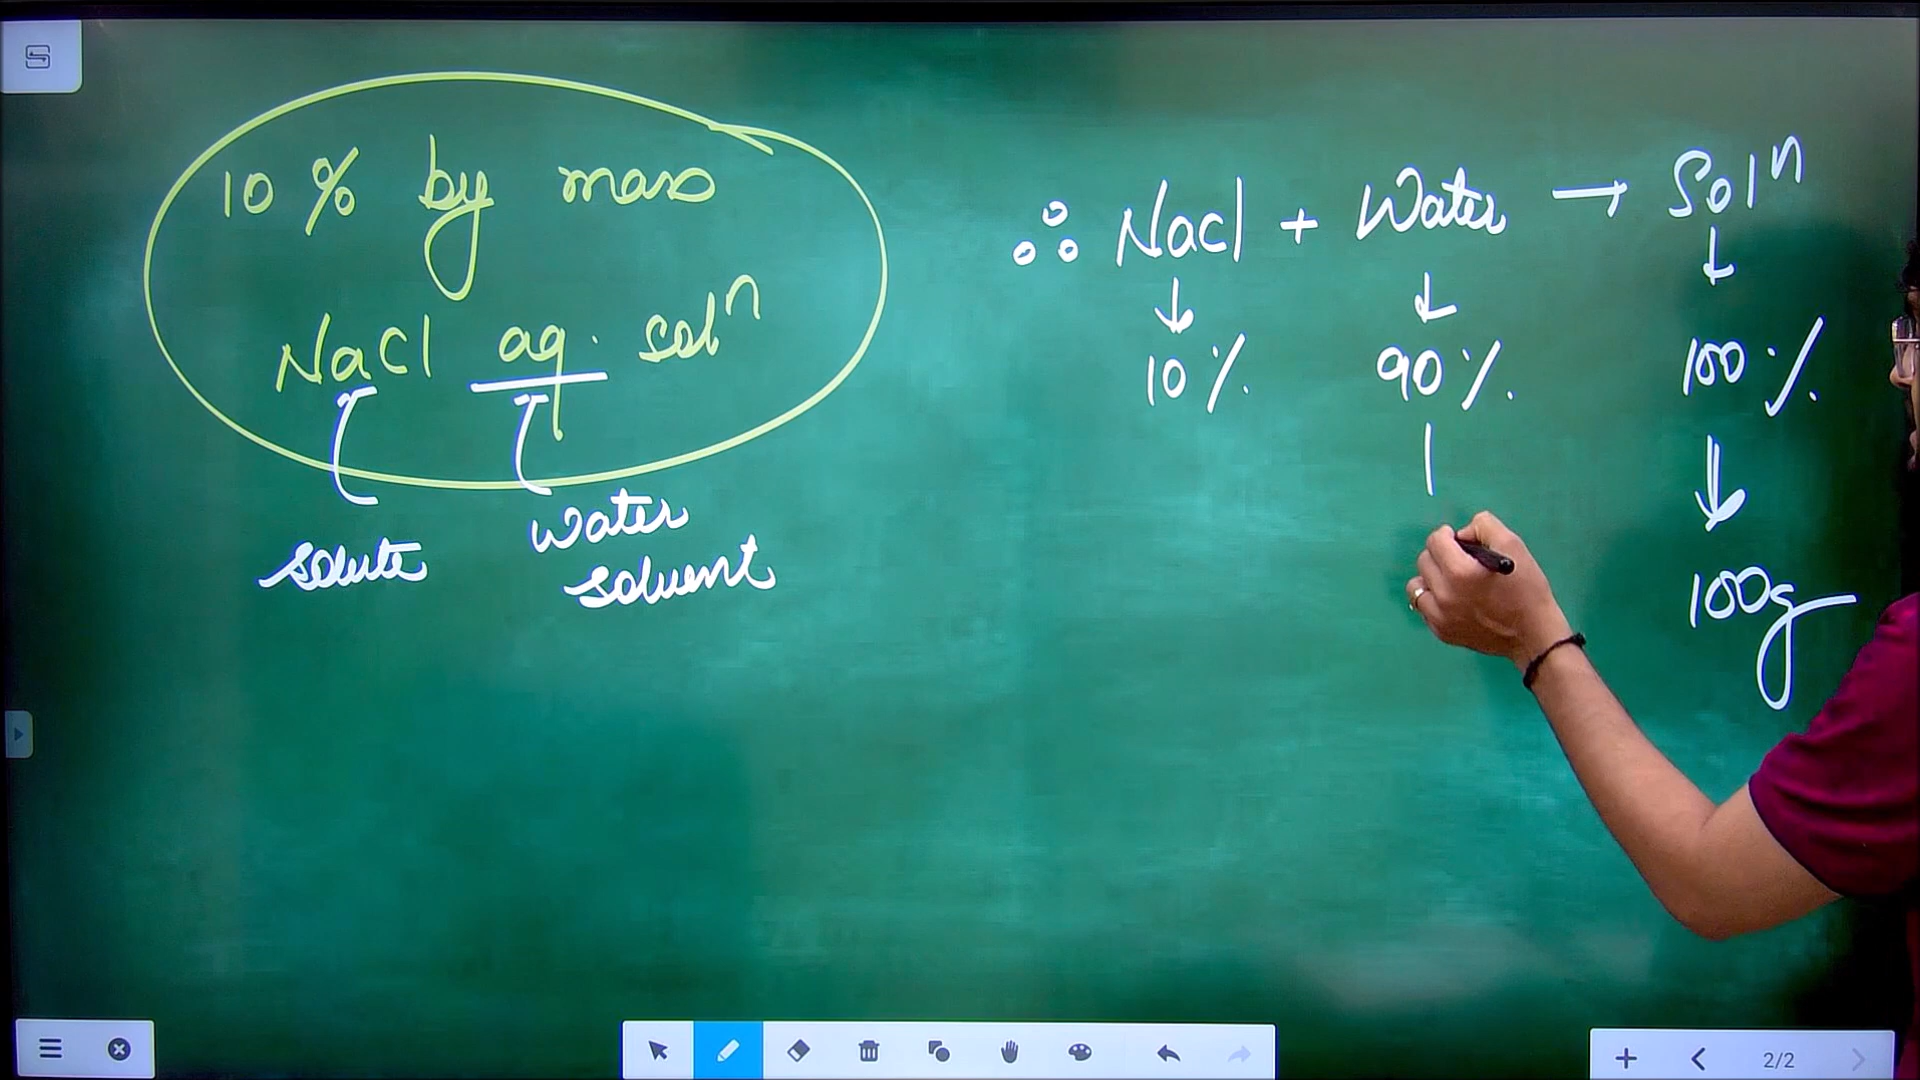 10 % by mass
NaCl aq. solⁿ
solute
Water
solvent
∴ NaCl + Water → Solⁿ
↓ ↓ ↓
10 % 90 % 100 %
↓
100g
2/2